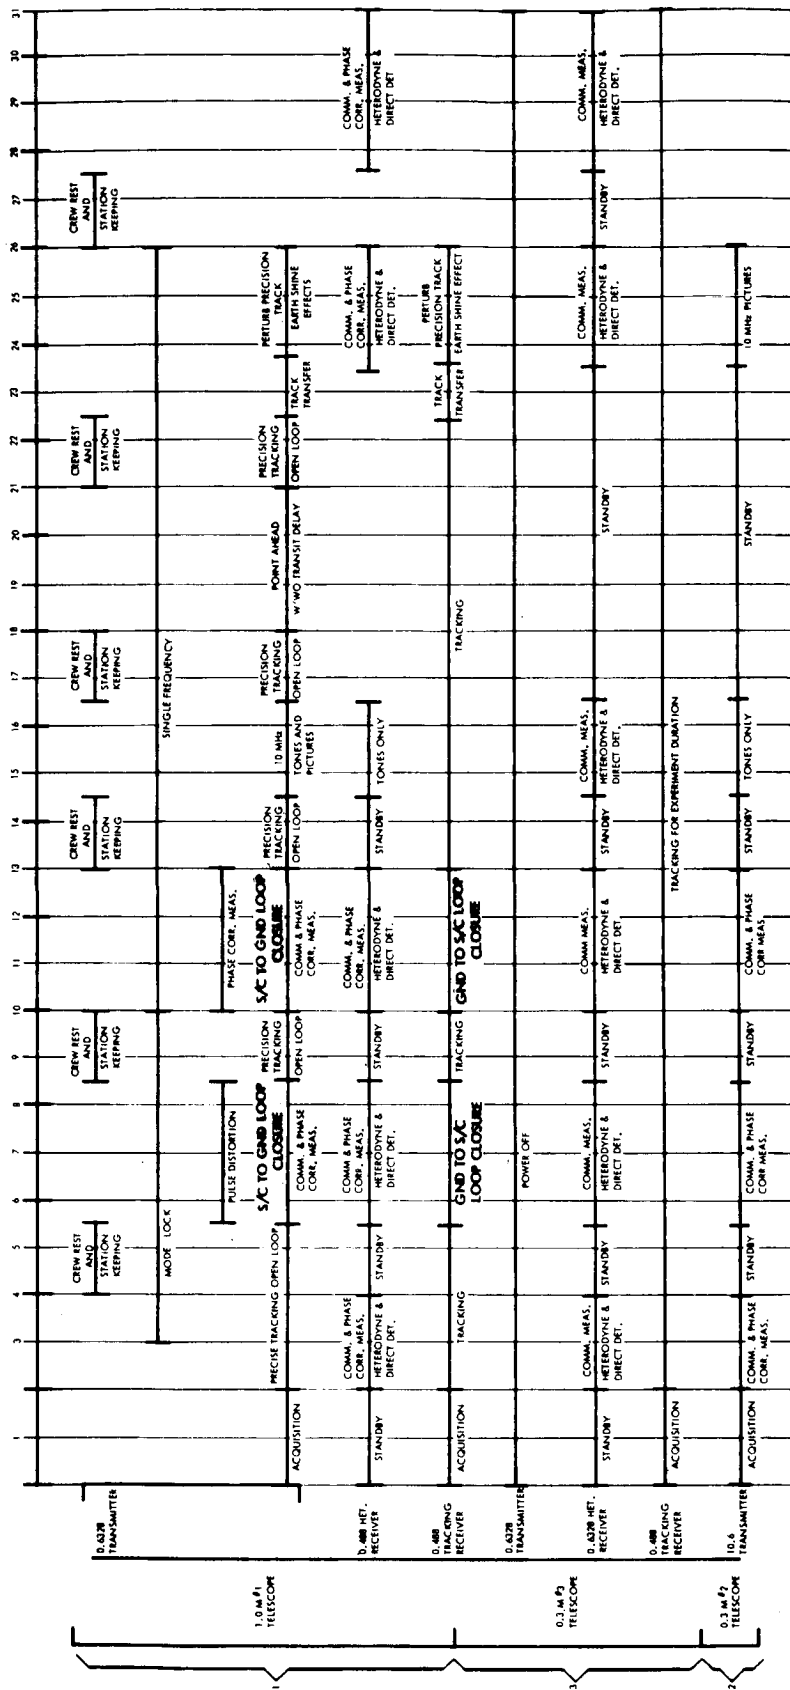 1 2 3 4 5 6 7 8 9 10 11 12 13 14 15 16 17 18 19 20 21 22 23 24 25 26 27 28 29 30 31
1
1.0 M #1
TELESCOPE
0.6328
TRANSMITTER
CREW REST
AND
STATION
KEEPING
CREW REST
AND
STATION
KEEPING
CREW REST
AND
STATION
KEEPING
CREW REST
AND
STATION
KEEPING
CREW REST
AND
STATION
KEEPING
CREW REST
AND
STATION
KEEPING
MODE LOCK
SINGLE FREQUENCY
PULSE DISTORTION
PHASE CORR. MEAS.
ACQUISITION
PRECISE TRACKING OPEN LOOP
S/C TO GND LOOP
CLOSURE
COMM. & PHASE
CORR. MEAS.
PRECISION
TRACKING
OPEN LOOP
S/C TO GND LOOP
CLOSURE
COMM & PHASE
CORR. MEAS.
PRECISION
TRACKING
OPEN LOOP
10 MHz
TONES AND
PICTURES
PRECISION
TRACKING
OPEN LOOP
POINT AHEAD
W/WO TRANSIT DELAY
PRECISION
TRACKING
OPEN LOOP
TRACK
TRANSFER
PERTURB PRECISION
TRACK
EARTH SHINE
EFFECTS
0.488 HET.
RECEIVER
STANDBY
COMM. & PHASE
CORR. MEAS.
HETERODYNE &
DIRECT DET.
STANDBY
COMM & PHASE
CORR. MEAS.
HETERODYNE &
DIRECT DET.
STANDBY
COMM. & PHASE
CORR. MEAS.
HETERODYNE &
DIRECT DET.
STANDBY
TONES ONLY
COMM. & PHASE
CORR. MEAS.
HETERODYNE &
DIRECT DET.
COMM. & PHASE
CORR. MEAS.
HETERODYNE &
DIRECT DET
0.488
TRACKING
RECEIVER
ACQUISITION
TRACKING
GND TO S/C
LOOP CLOSURE
TRACKING
GND TO S/C LOOP
CLOSURE
TRACKING
TRACK
TRANSFER
PERTURB
PRECISION TRACK
EARTH SHINE EFFECT
3
0.3 M #3
TELESCOPE
0.6328
TRANSMITTER
POWER OFF
0.6328 HET.
RECEIVER
STANDBY
COMM. MEAS.
HETERODYNE &
DIRECT DET.
STANDBY
COMM. MEAS.
HETERODYNE &
DIRECT DET.
STANDBY
COMM MEAS.
HETERODYNE &
DIRECT DET.
STANDBY
COMM. MEAS.
HETERODYNE &
DIRECT DET.
STANDBY
COMM. MEAS.
HETERODYNE &
DIRECT DET.
STANDBY
COMM. MEAS.
HETERODYNE &
DIRECT DET.
0.488
TRACKING
RECEIVER
ACQUISITION
TRACKING FOR EXPERIMENT DURATION
2
0.3 M #2
TELESCOPE
10.6
TRANSMITTER
ACQUISITION
COMM & PHASE
CORR. MEAS.
STANDBY
COMM. & PHASE
CORR MEAS.
STANDBY
COMM. & PHASE
CORR MEAS
STANDBY
TONES ONLY
STANDBY
10 MHz PICTURES